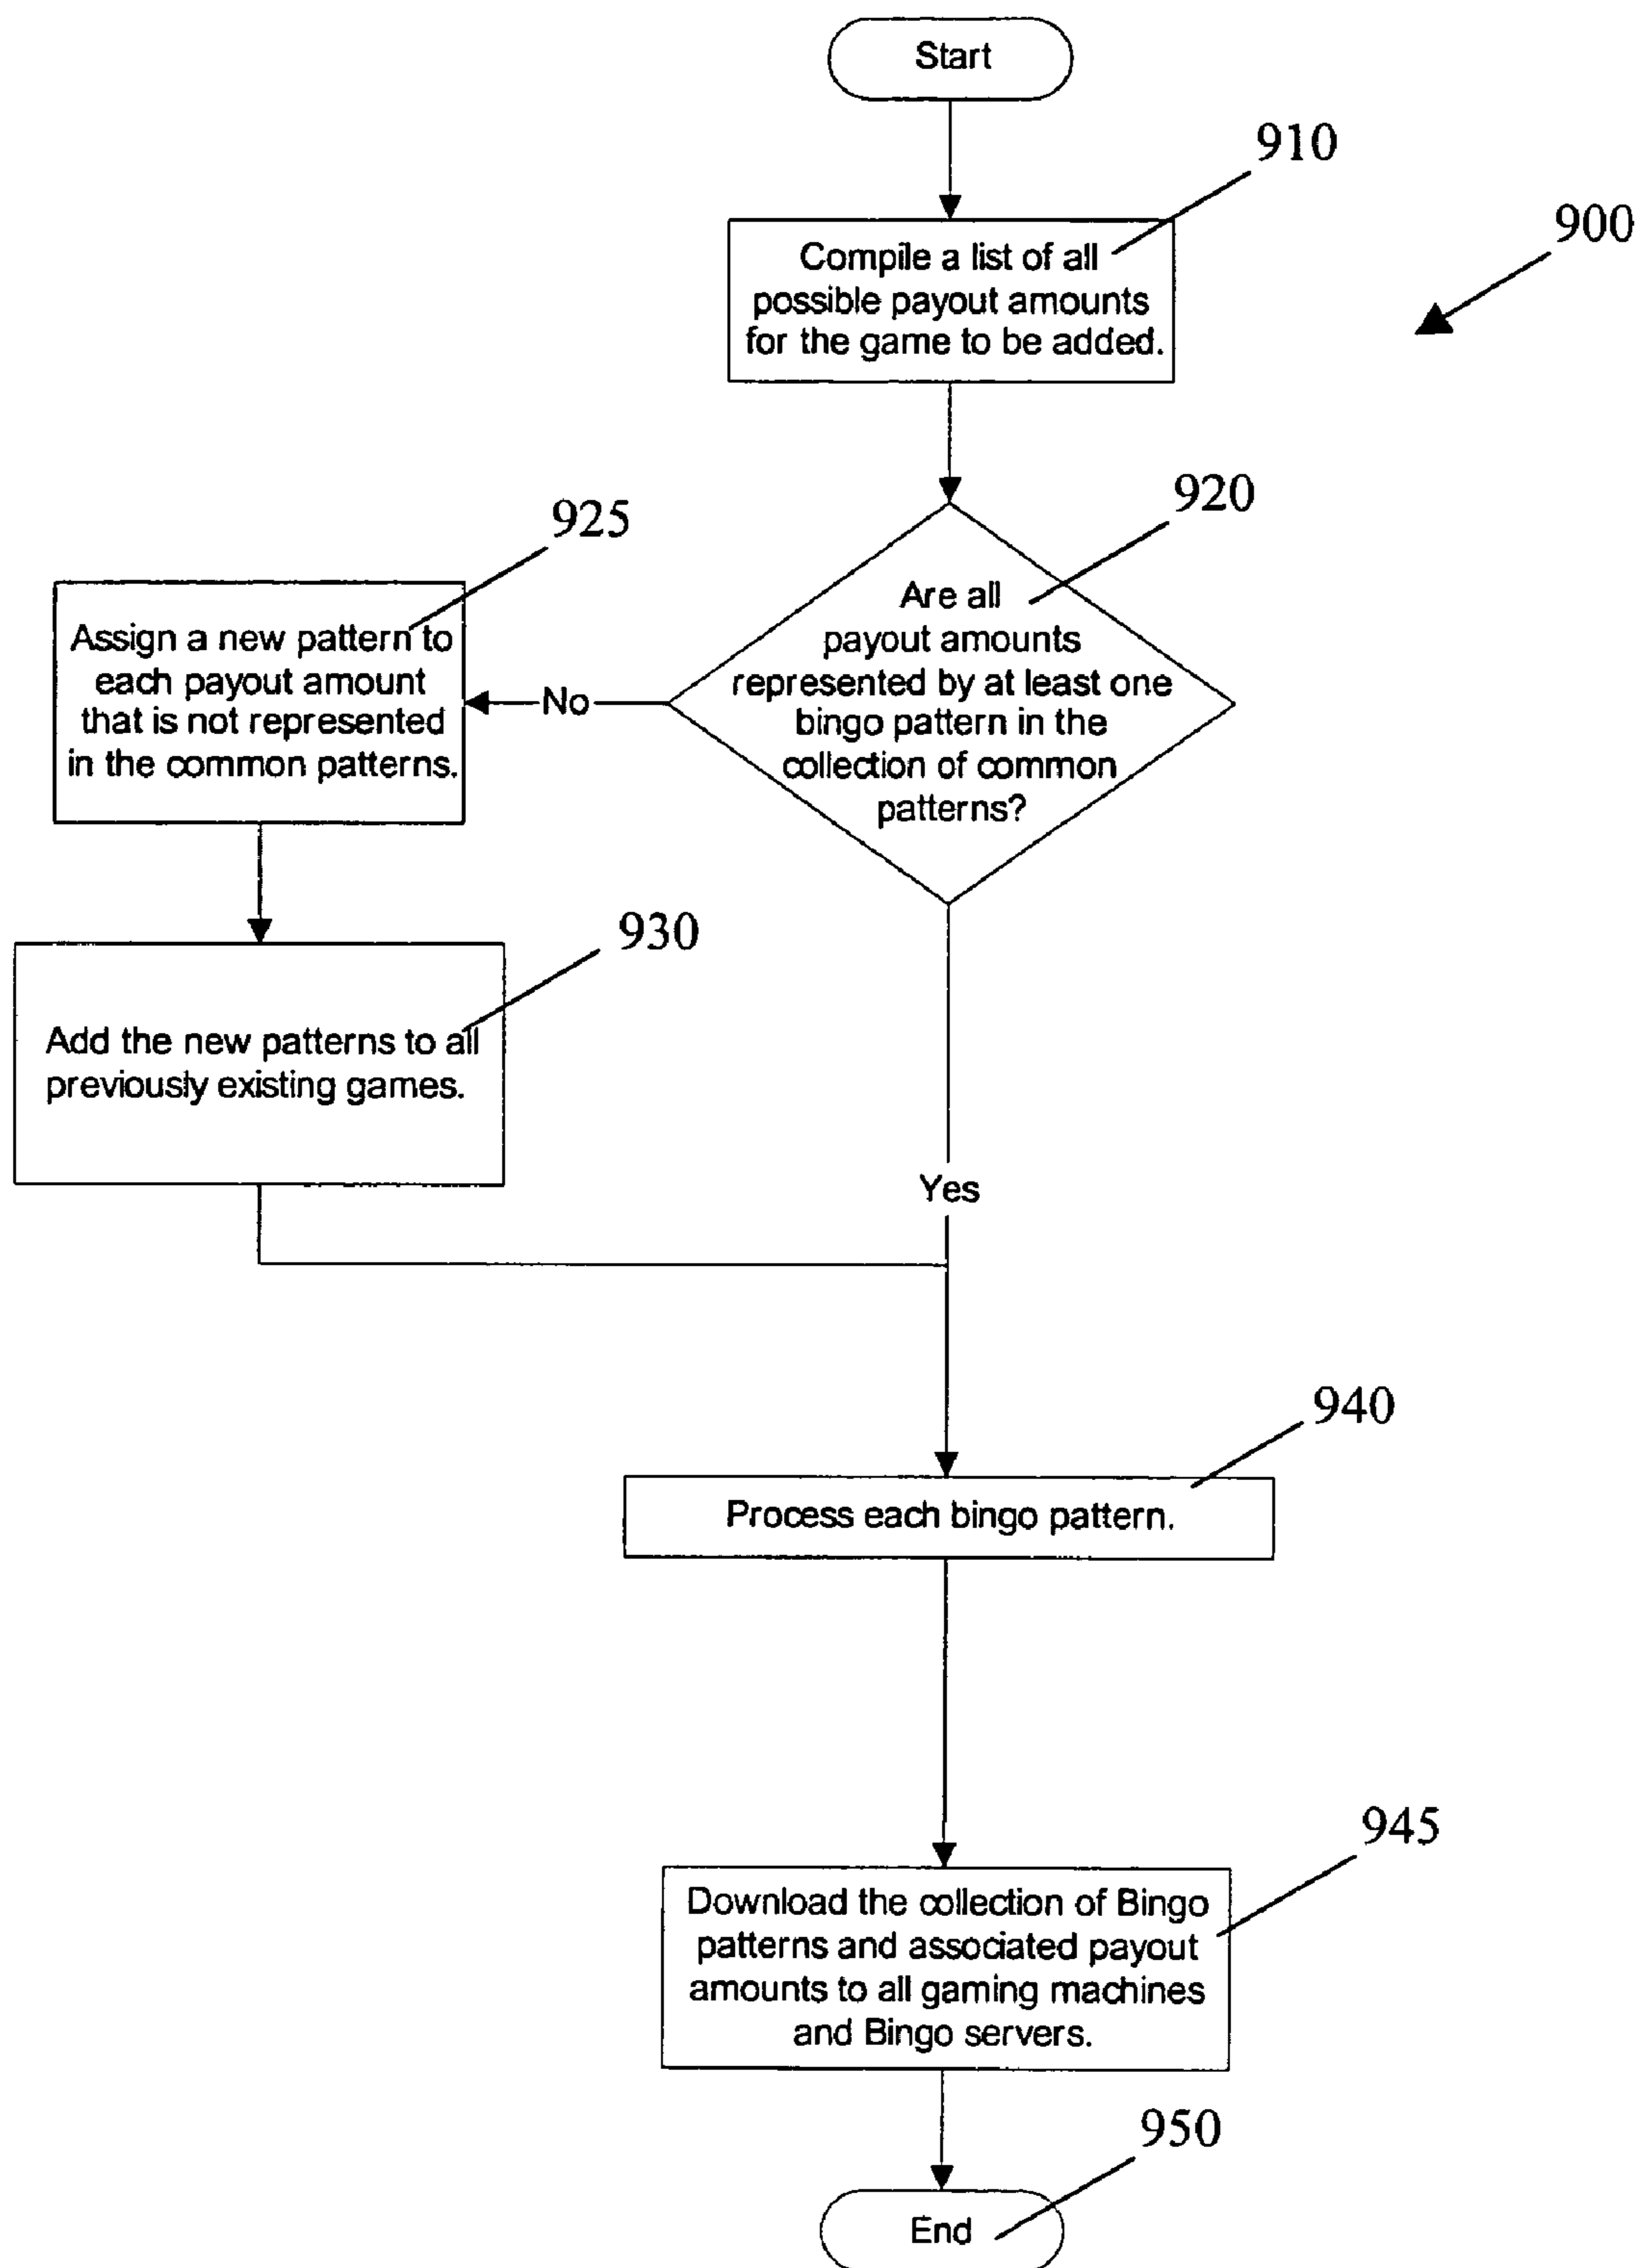 Start
910
900
Compile a list of all
possible payout amounts
for the game to be added.
920
925
Are all
payout amounts
represented by at least one
bingo pattern in the
collection of common
patterns?
Assign a new pattern to
each payout amount
that is not represented
in the common patterns.
No
930
Add the new patterns to all
previously existing games.
Yes
940
Process each bingo pattern.
945
Download the collection of Bingo
patterns and associated payout
amounts to all gaming machines
and Bingo servers.
950
End